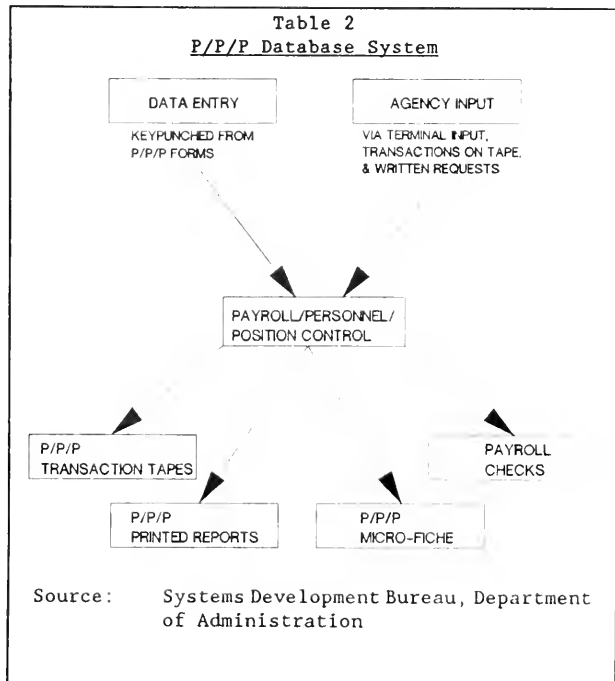 Table 2
P/P/P Database System
DATA ENTRY
KEYPUNCHED FROM
P/P/P FORMS
AGENCY INPUT
VIA TERMINAL INPUT,
TRANSACTIONS ON TAPE,
& WRITTEN REQUESTS
PAYROLL/PERSONNEL/
POSITION CONTROL
P/P/P
TRANSACTION TAPES
PAYROLL
CHECKS
P/P/P
PRINTED REPORTS
P/P/P
MICRO-FICHE
Source: Systems Development Bureau, Department
of Administration